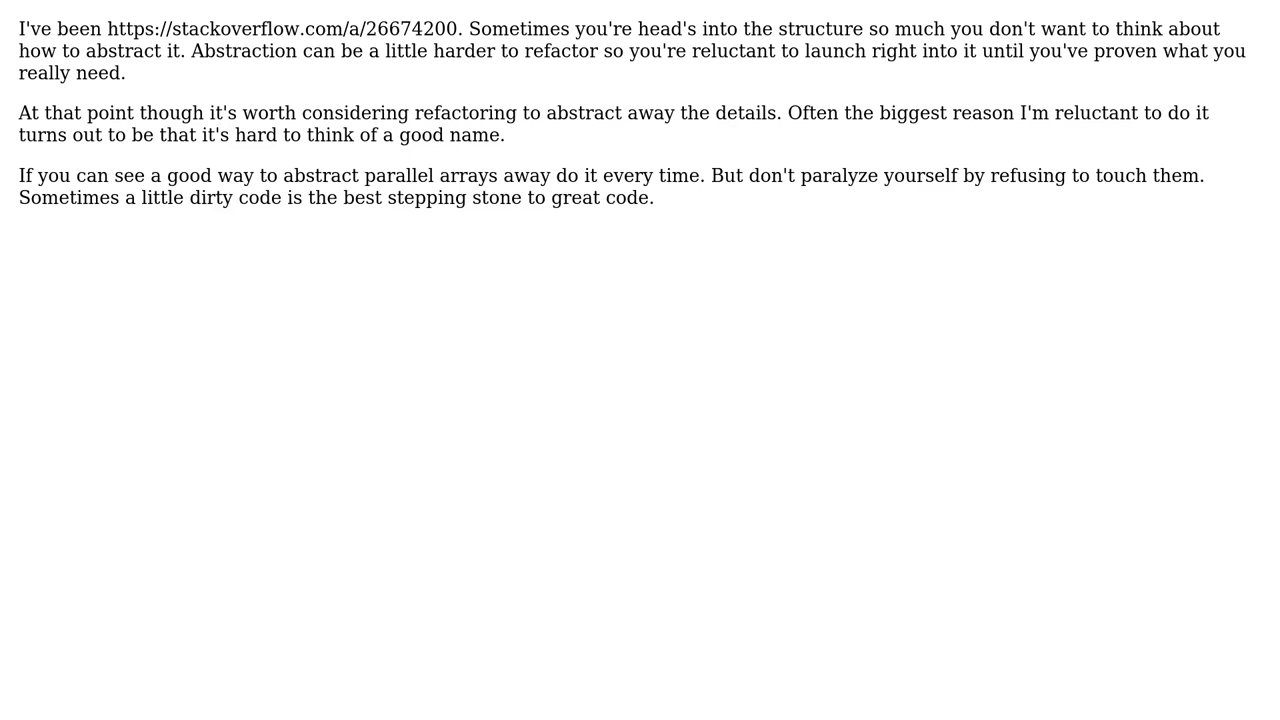 I've been https://stackoverflow.com/a/26674200. Sometimes you're head's into the structure so much you don't want to think about
how to abstract it. Abstraction can be a little harder to refactor so you're reluctant to launch right into it until you've proven what you
really need.
At that point though it's worth considering refactoring to abstract away the details. Often the biggest reason I'm reluctant to do it
turns out to be that it's hard to think of a good name.
If you can see a good way to abstract parallel arrays away do it every time. But don't paralyze yourself by refusing to touch them.
Sometimes a little dirty code is the best stepping stone to great code.